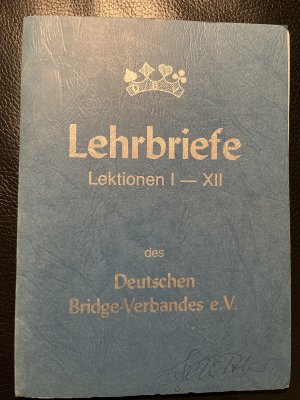 Lehrbriefe
Lektionen I — XII
des
Deutschen
Bridge-Verbandes e.V.